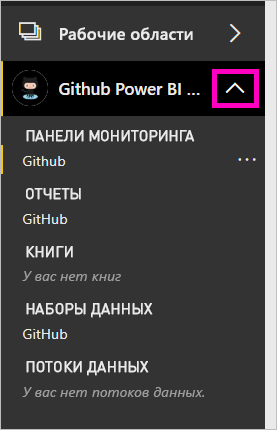 Рабочие области
Github Power BI ...
ПАНЕЛИ МОНИТОРИНГА
Github
ОТЧЕТЫ
GitHub
КНИГИ
У вас нет книг
НАБОРЫ ДАННЫХ
GitHub
ПОТОКИ ДАННЫХ
У вас нет потоков данных.